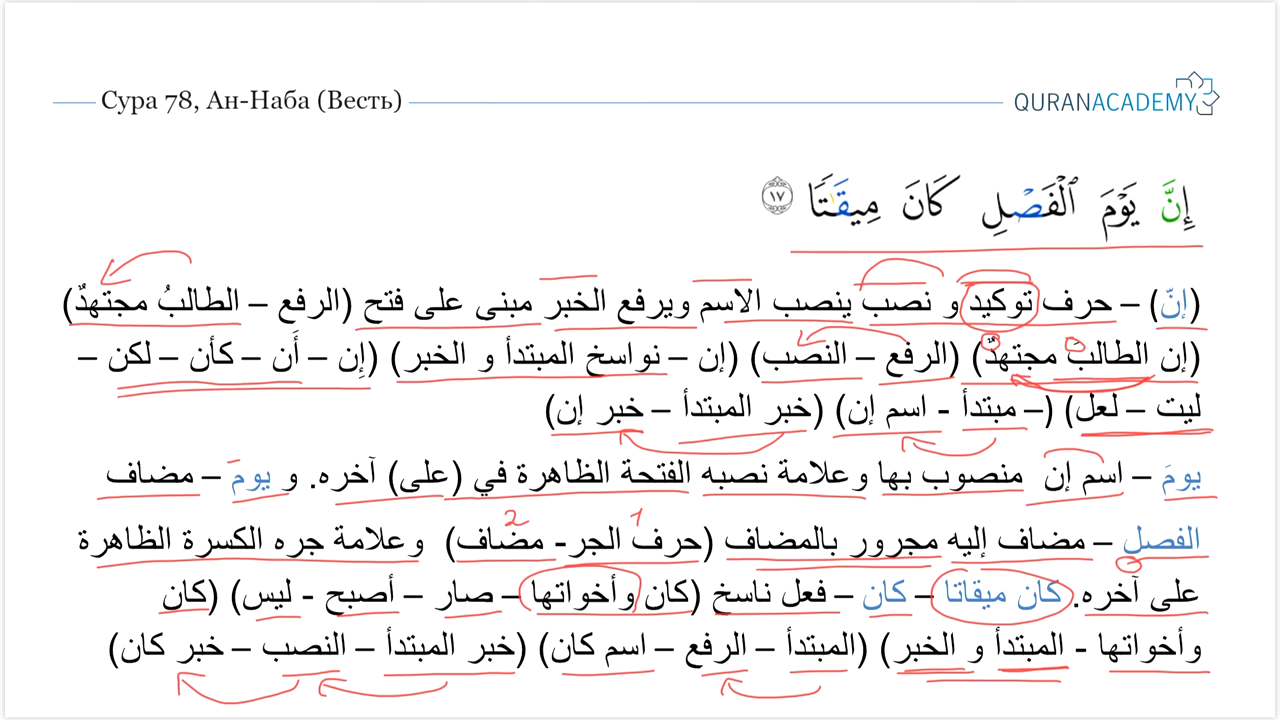 Сура 78, Ан-Наба (Весть)
QURANACADEMY
إِنَّ يَوْمَ ٱلْفَصْلِ كَانَ مِيقَـٰتًا ١٧
(إنّ) – حرف توكيد و نصب ينصب الاسم ويرفع الخبر مبنى على فتح (الرفع – الطالبُ مجتهدٌ)
(إن الطالبَ مجتهدٌ) (الرفع – النصب) (إن – نواسخ المبتدأ و الخبر) (إِن – أَن – كأن – لكن –
ليت – لعل) (– مبتدأ - اسم إن) (خبر المبتدأ – خبر إن)
يومَ – اسم إن منصوب بها وعلامة نصبه الفتحة الظاهرة في (على) آخره. و يومَ – مضاف
2 1
الفصلِ – مضاف إليه مجرور بالمضاف (حرف الجر- مضاف) وعلامة جره الكسرة الظاهرة
على آخره. كان ميقاتا – كان – فعل ناسخ (كان وأخواتها – صار – أصبح - ليس) (كان
وأخواتها - المبتدأ و الخبر) (المبتدأ – الرفع – اسم كان) (خبر المبتدأ – النصب – خبر كان)